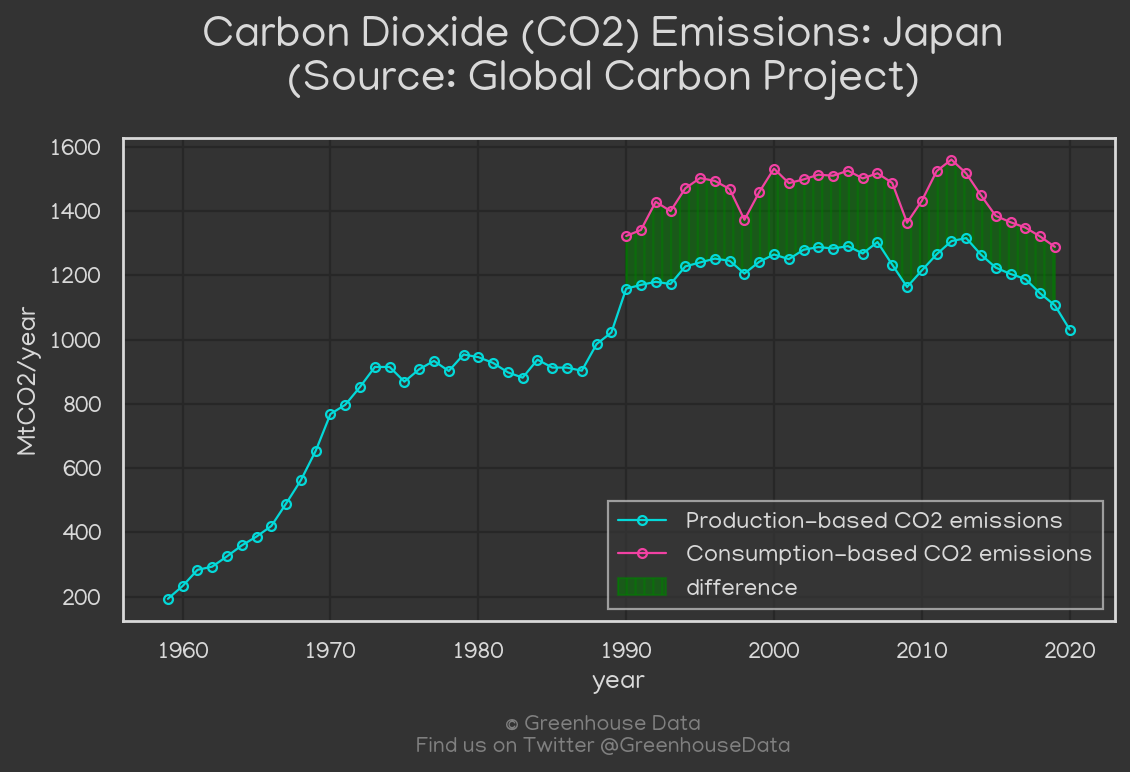 Carbon Dioxide (CO2) Emissions: Japan
(Source: Global Carbon Project)
MtCO2/year
1600
1400
1200
1000
800
600
400
200
Production-based CO2 emissions
Consumption-based CO2 emissions
difference
1960 1970 1980 1990 2000 2010 2020
year
© Greenhouse Data
Find us on Twitter @GreenhouseData